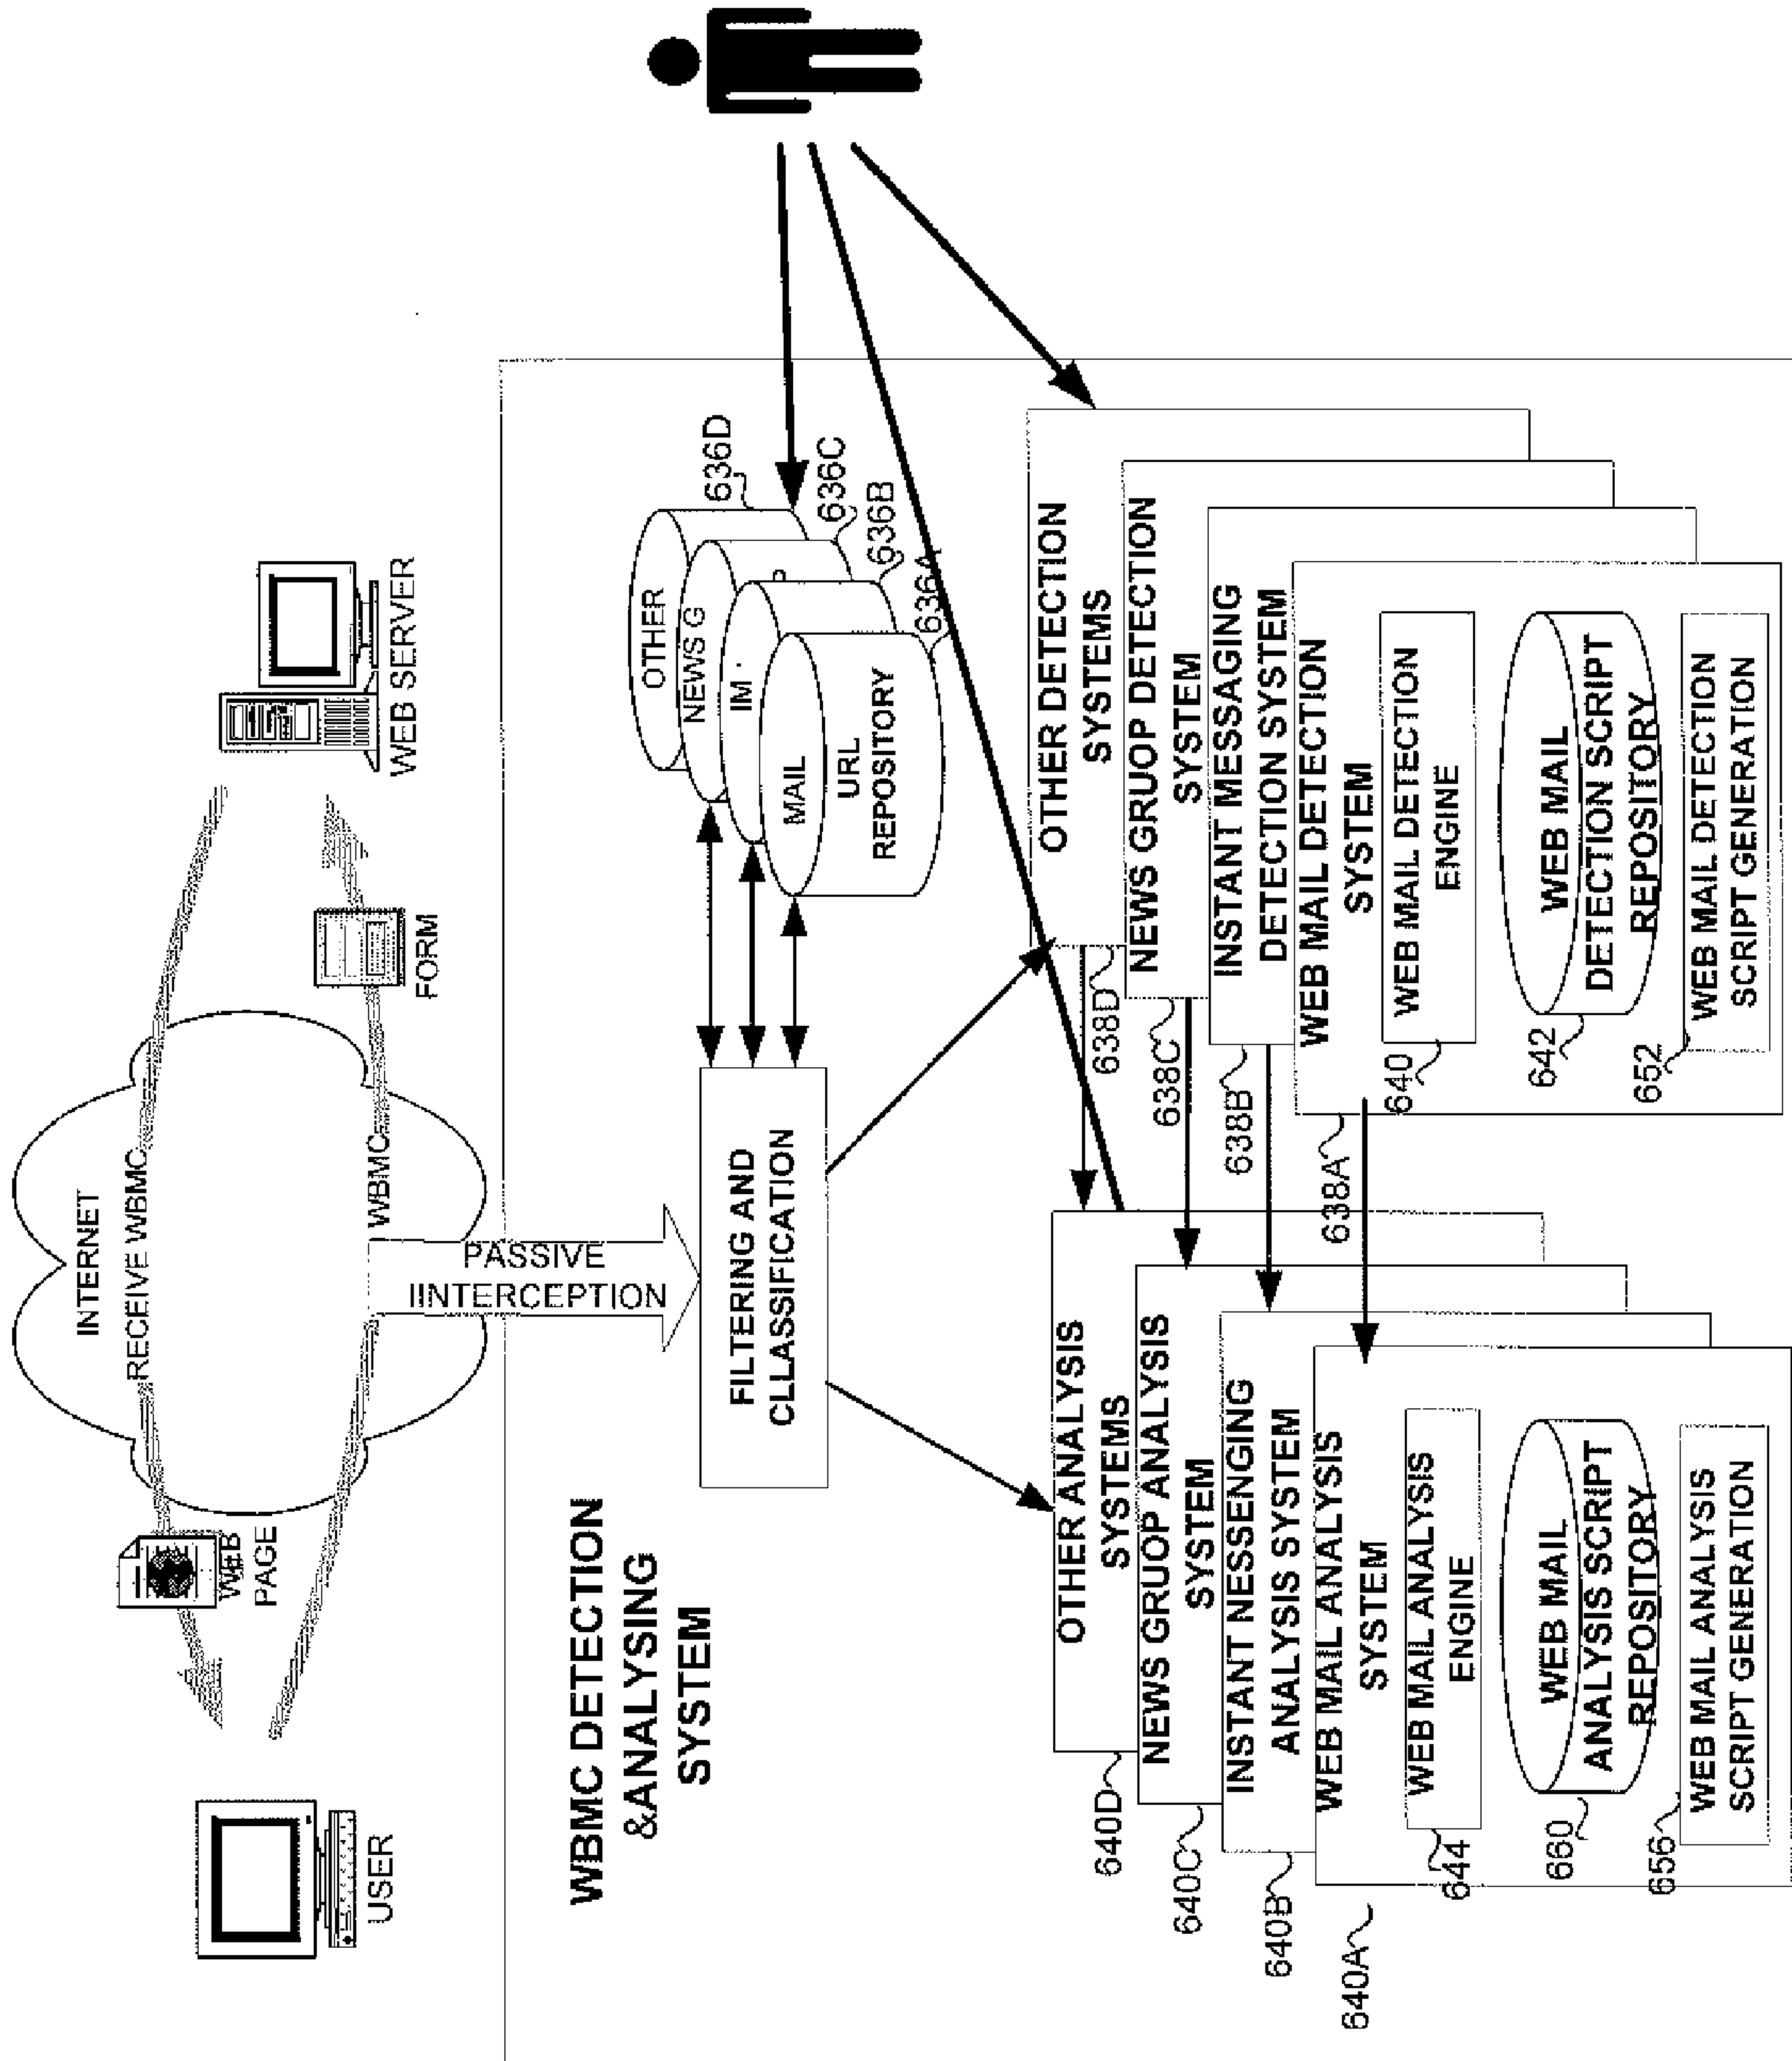 INTERNET
RECEIVE WBMC
WBMC
WEB
PAGE
FORM
USER
WEB SERVER
PASSIVE
IINTERCEPTION
WBMC DETECTION
&ANALYSING
SYSTEM
FILTERING AND
CLLASSIFICATION
OTHER
NEWS G
IM
MAIL
URL
REPOSITORY
636D
636C
636B
636A
OTHER ANALYSIS
SYSTEMS
NEWS GRUOP ANALYSIS
SYSTEM
INSTANT NESSENGING
ANALYSIS SYSTEM
WEB MAIL ANALYSIS
SYSTEM
WEB MAIL ANALYSIS
ENGINE
WEB MAIL
ANALYSIS SCRIPT
REPOSITORY
WEB MAIL ANALYSIS
SCRIPT GENERATION
640D
640C
640B
640A
644
660
656
OTHER DETECTION
SYSTEMS
NEWS GRUOP DETECTION
SYSTEM
INSTANT MESSAGING
DETECTION SYSTEM
WEB MAIL DETECTION
SYSTEM
WEB MAIL DETECTION
ENGINE
WEB MAIL
DETECTION SCRIPT
REPOSITORY
WEB MAIL DETECTION
SCRIPT GENERATION
638D
638C
638B
638A
640
642
652